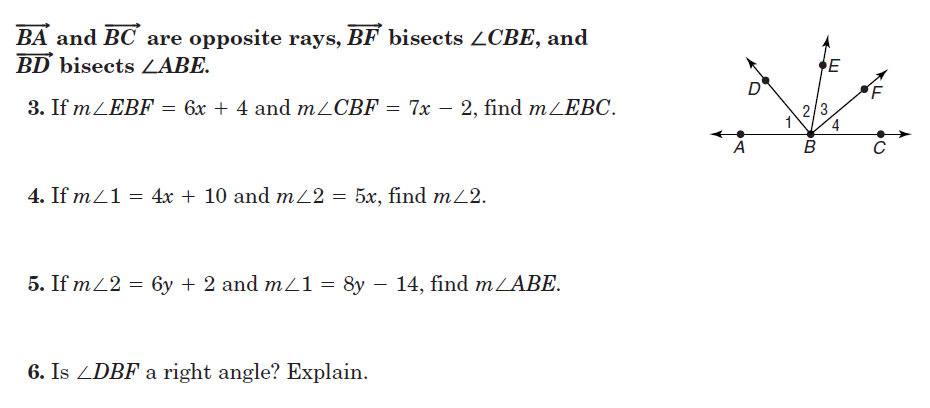 BA and BC are opposite rays, BF bisects ∠CBE, and
BD bisects ∠ABE.
3. If m∠EBF = 6x + 4 and m∠CBF = 7x − 2, find m∠EBC.
4. If m∠1 = 4x + 10 and m∠2 = 5x, find m∠2.
5. If m∠2 = 6y + 2 and m∠1 = 8y − 14, find m∠ABE.
6. Is ∠DBF a right angle? Explain.
E
D
F
2 3
1 4
A B C